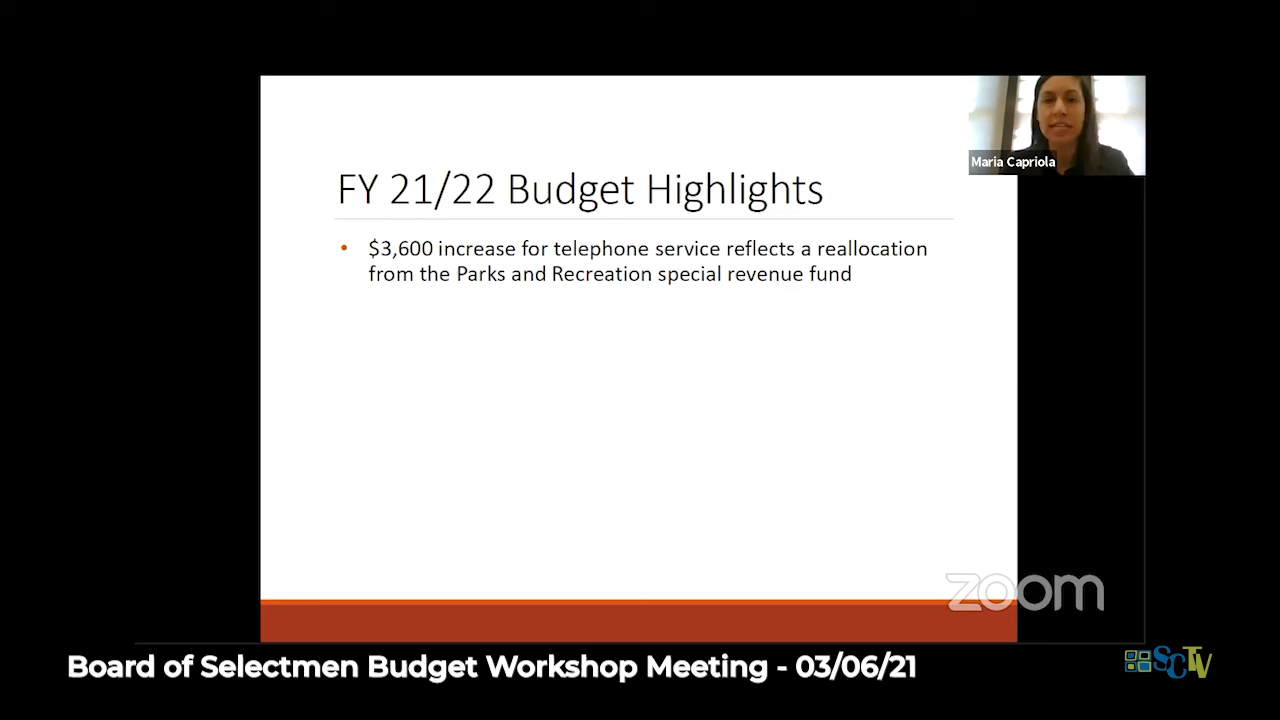 Maria Capriola
FY 21/22 Budget Highlights
• $3,600 increase for telephone service reflects a reallocation
from the Parks and Recreation special revenue fund
zoom
Board of Selectmen Budget Workshop Meeting - 03/06/21
SCTV